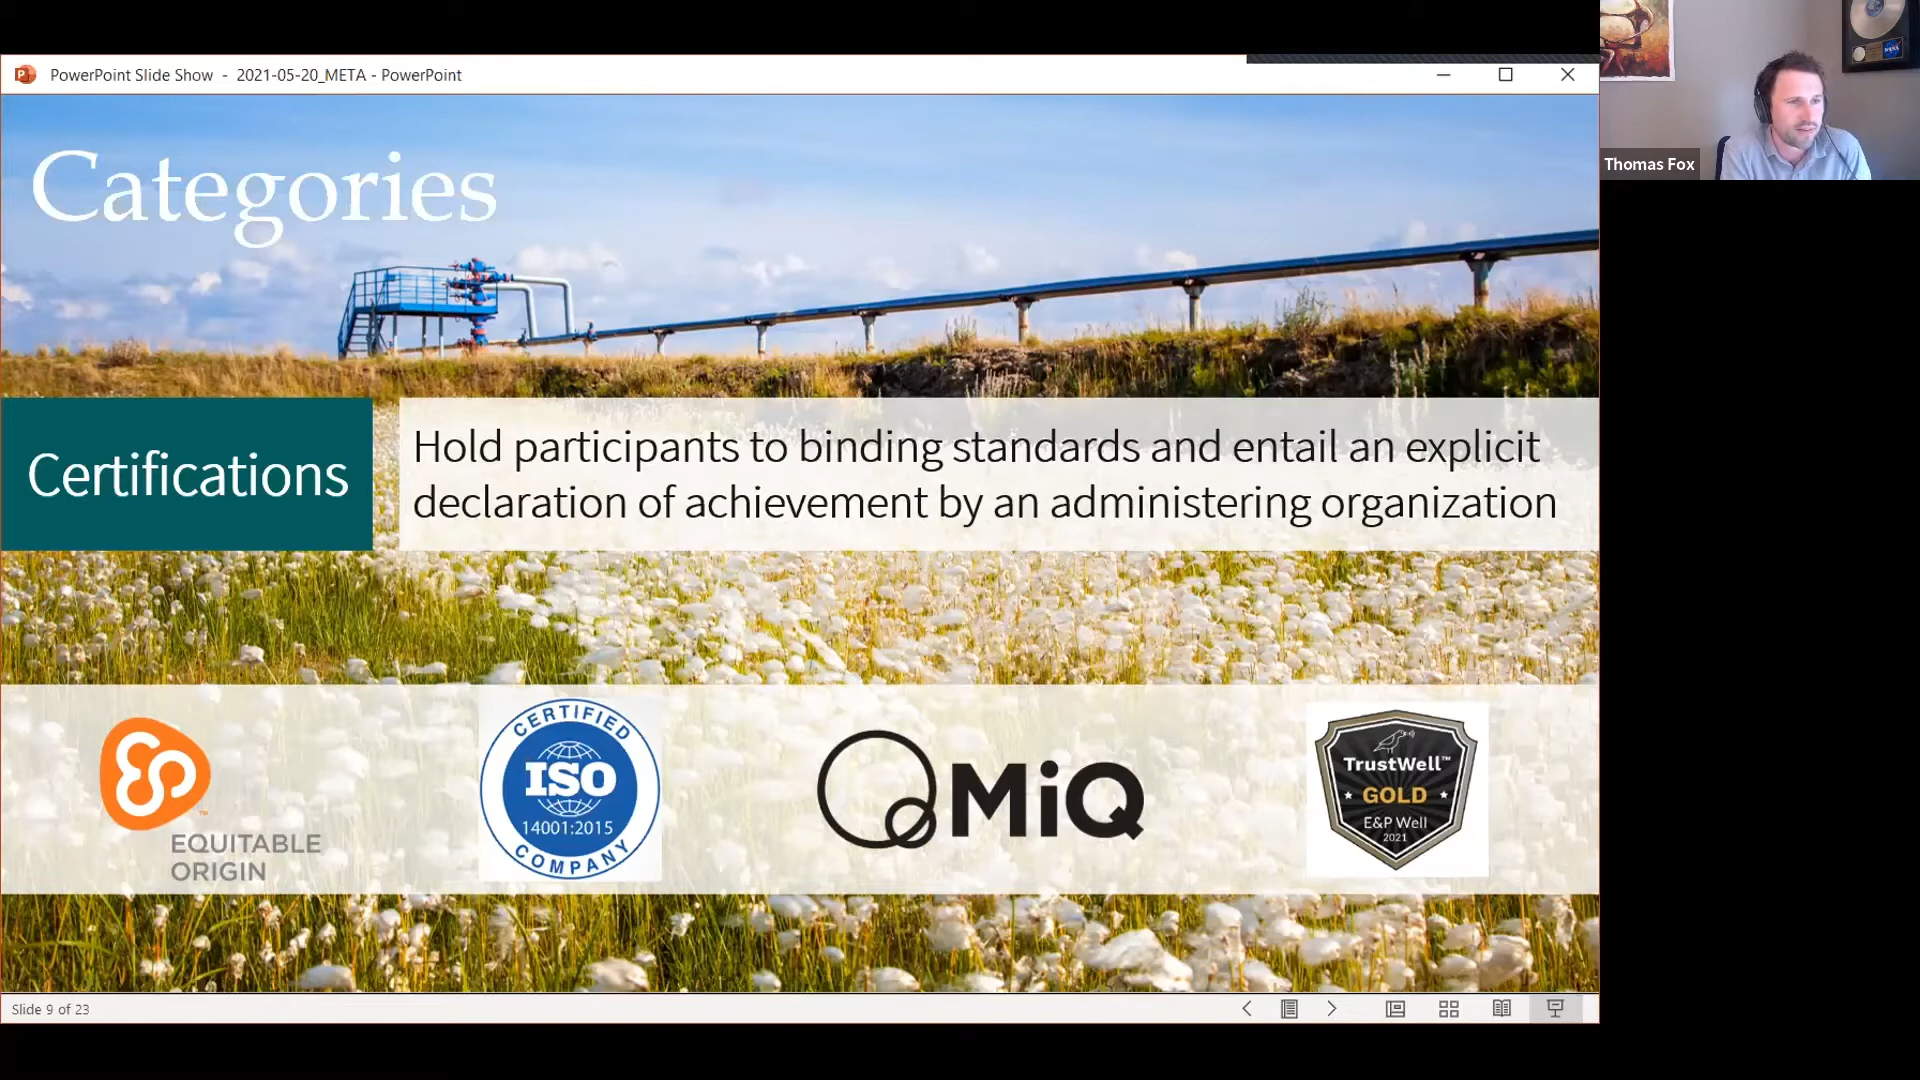 PowerPoint Slide Show - 2021-05-20_META - PowerPoint
Thomas Fox
Categories
Certifications
Hold participants to binding standards and entail an explicit
declaration of achievement by an administering organization
EQUITABLE
ORIGIN
CERTIFIED
ISO
14001:2015
COMPANY
MiQ
TrustWell™
GOLD
E&P Well
2021
Slide 9 of 23